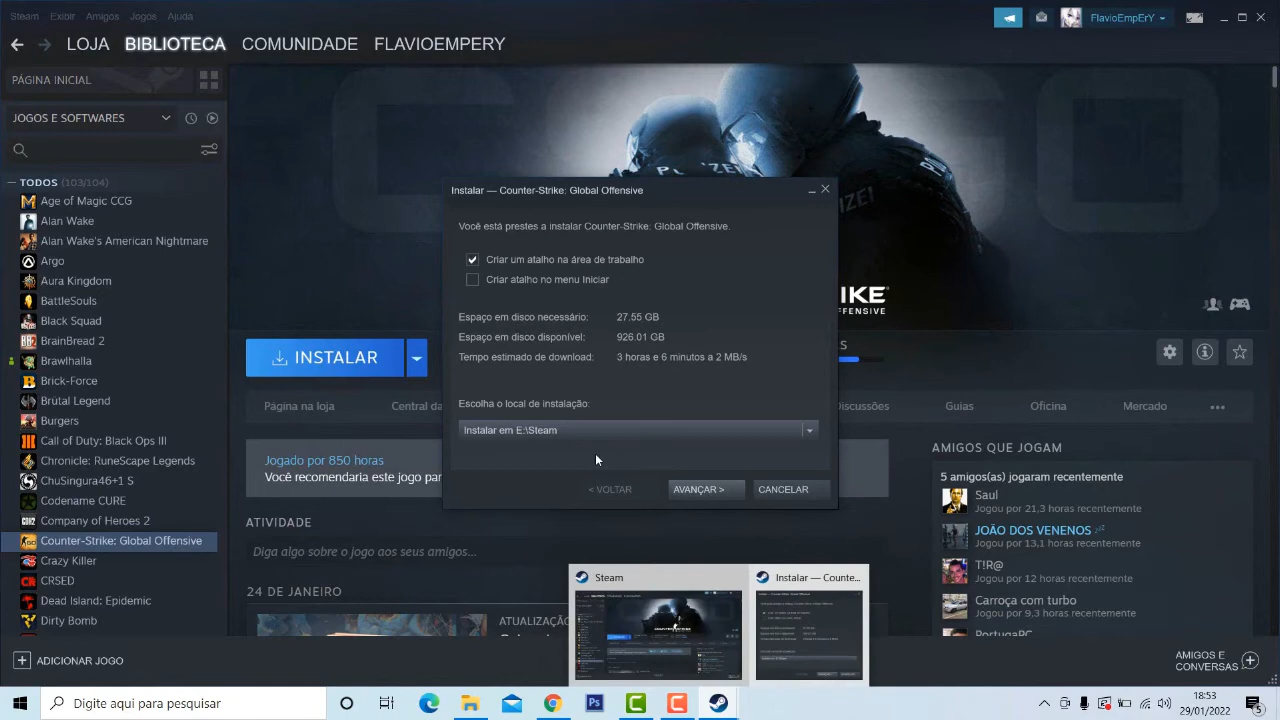 Steam Exibir Amigos Jogos Ajuda
FlavioEmpErY
LOJA BIBLIOTECA COMUNIDADE FLAVIOEMPERY
PÁGINA INICIAL
JOGOS E SOFTWARES
TODOS (103/104)
Age of Magic CCG
Alan Wake
Alan Wake's American Nightmare
Argo
Aura Kingdom
BattleSouls
Black Squad
BrainBread 2
Brawlhalla
Brick-Force
Brütal Legend
Burgers
Call of Duty: Black Ops III
Chronicle: RuneScape Legends
ChuSingura46+1 S
Codename CURE
Company of Heroes 2
Counter-Strike: Global Offensive
Crazy Killer
CRSED
POLIZEI
Instalar — Counter-Strike: Global Offensive
Você está prestes a instalar Counter-Strike: Global Offensive.
Criar um atalho na área de trabalho
Criar atalho no menu Iniciar
Espaço em disco necessário: 27.55 GB
Espaço em disco disponível: 926.01 GB
Tempo estimado de download: 3 horas e 6 minutos a 2 MB/s
Escolha o local de instalação:
Instalar em E:\Steam
< VOLTAR AVANÇAR > CANCELAR
IKE
FFENSIVE
S
INSTALAR
Página na loja Central da Discussões Guias Oficina Mercado
Jogado por 850 horas
Você recomendaria este jogo par
ATIVIDADE
Diga algo sobre o jogo aos seus amigos...
24 DE JANEIRO
ATUALIZAÇÃO
AMIGOS QUE JOGAM
5 amigos(as) jogaram recentemente
Saul
Jogou por 21,3 horas recentemente
JOÃO DOS VENENOS zz
Jogou por 13,1 horas recentemente
T!R@
Jogou por 12 horas recentemente
Carroça com turbo
Jogou por 9,3 horas recentemente
PortugaPC
AMIGOS E
CONVERSAS
Steam
Instalar — Counte...
Digite aqui para pesquisar
Ps
18:53
29/01/2022
5